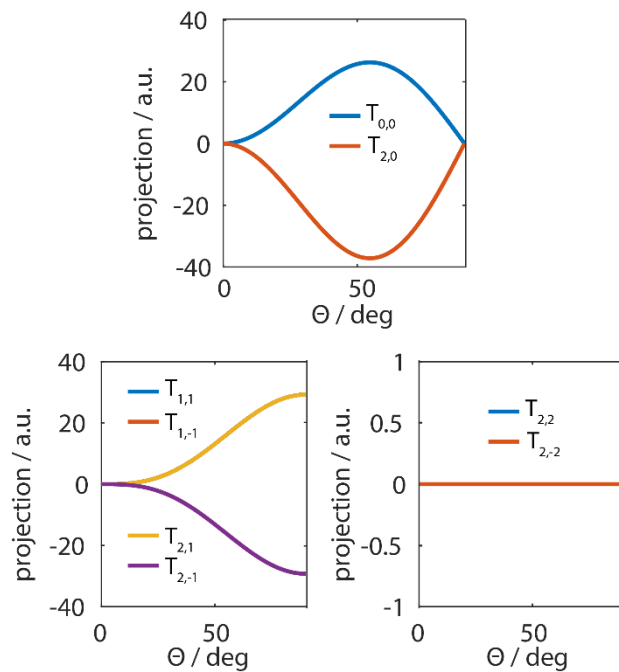 40
20
0
-20
-40
projection / a.u.
T0,0
T2,0
0 50
Θ / deg
40
20
0
-20
-40
projection / a.u.
T1,1
T1,-1
T2,1
T2,-1
0 50
Θ / deg
1
0.5
0
-0.5
-1
projection / a.u.
T2,2
T2,-2
0 50
Θ / deg